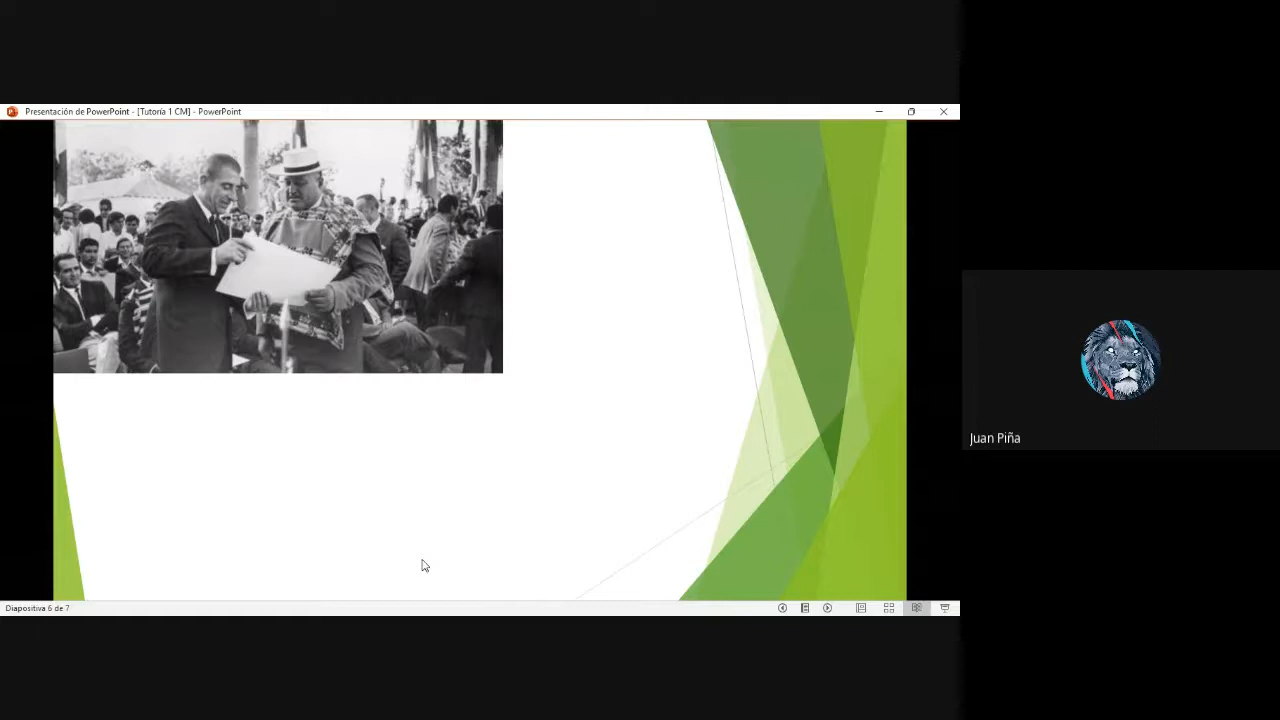 Presentación de PowerPoint - [Tutoría 1 CM] - PowerPoint
Juan Piña
Diapositiva 6 de 7